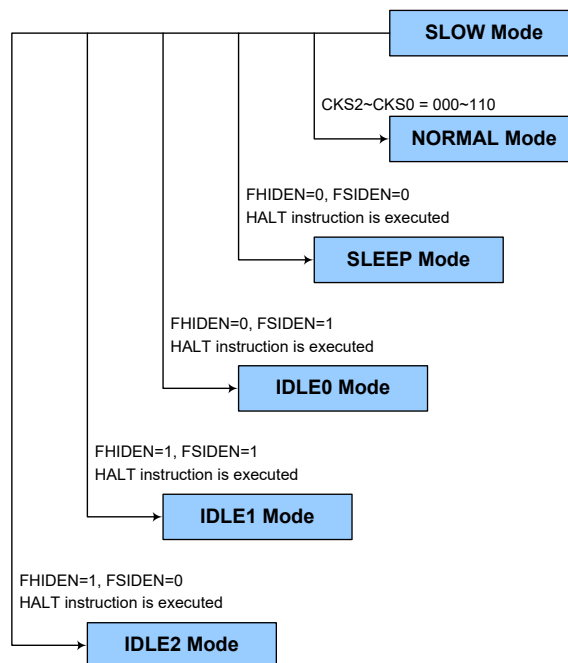 SLOW Mode
CKS2~CKS0 = 000~110
NORMAL Mode
FHIDEN=0, FSIDEN=0
HALT instruction is executed
SLEEP Mode
FHIDEN=0, FSIDEN=1
HALT instruction is executed
IDLE0 Mode
FHIDEN=1, FSIDEN=1
HALT instruction is executed
IDLE1 Mode
FHIDEN=1, FSIDEN=0
HALT instruction is executed
IDLE2 Mode